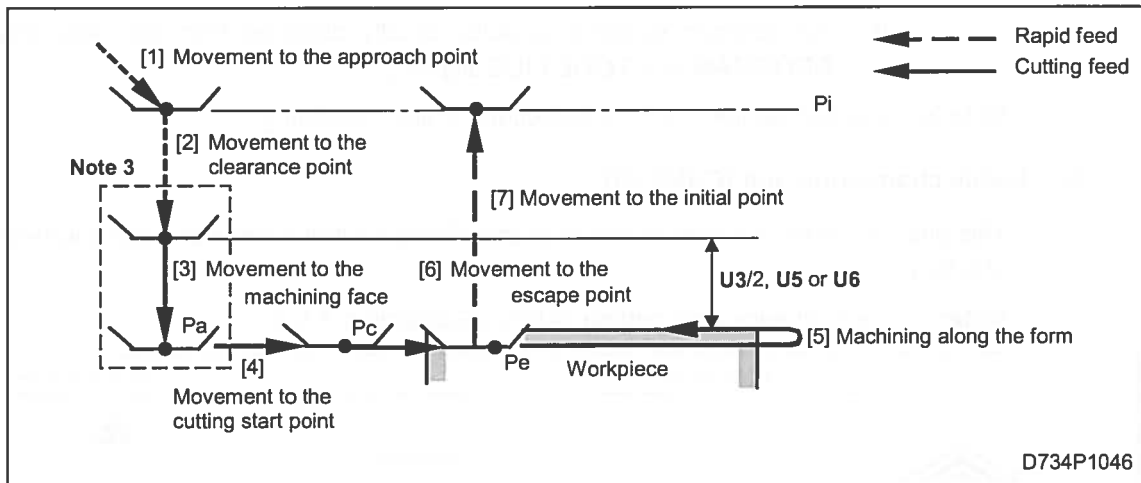 [1] Movement to the approach point
Rapid feed
Cutting feed
Pi
[2] Movement to the
clearance point
Note 3
[7] Movement to the initial point
[3] Movement to the
machining face
[6] Movement to the
escape point
U3/2, U5 or U6
Pa
Pc
[4]
Pe
Workpiece
[5] Machining along the form
Movement to the
cutting start point
D734P1046